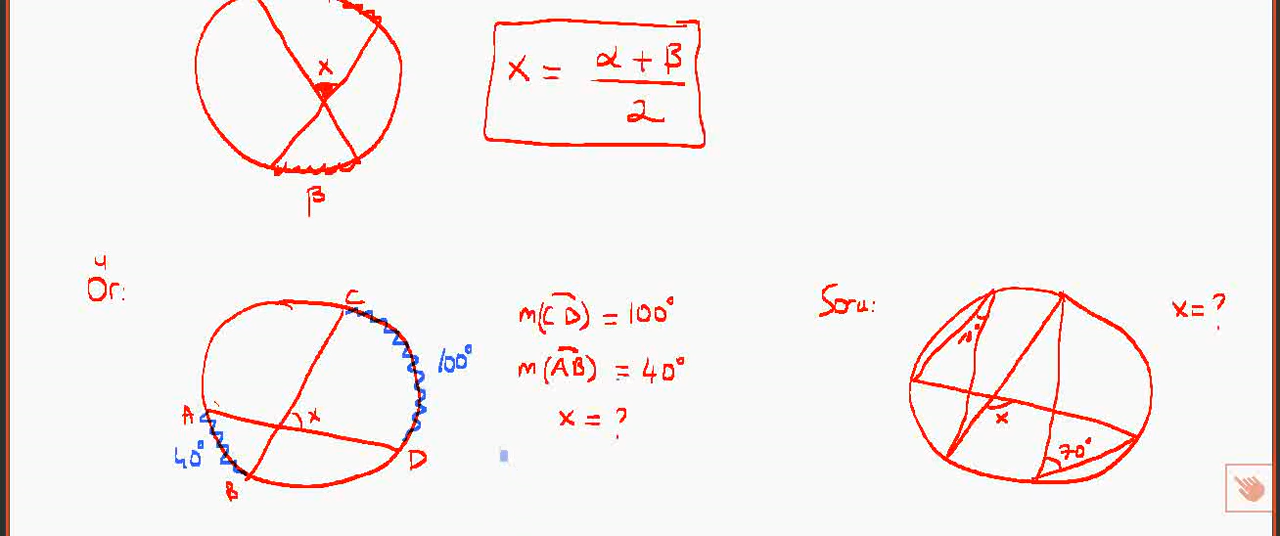 x
x = α + β / 2
β
Ör:
C
100°
A
x
40°
B
D
m(CD) = 100°
m(AB) = 40°
x = ?
Soru:
x = ?
x
70°